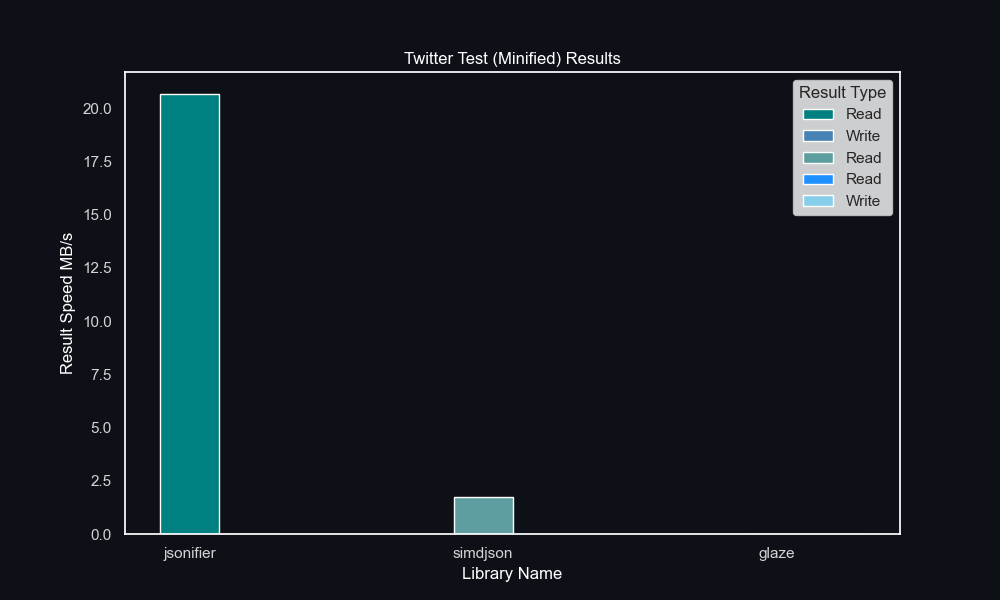 Twitter Test (Minified) Results
Result Type
Read
Write
Read
Read
Write
Result Speed MB/s
20.0
17.5
15.0
12.5
10.0
7.5
5.0
2.5
0.0
jsonifier
simdjson
glaze
Library Name